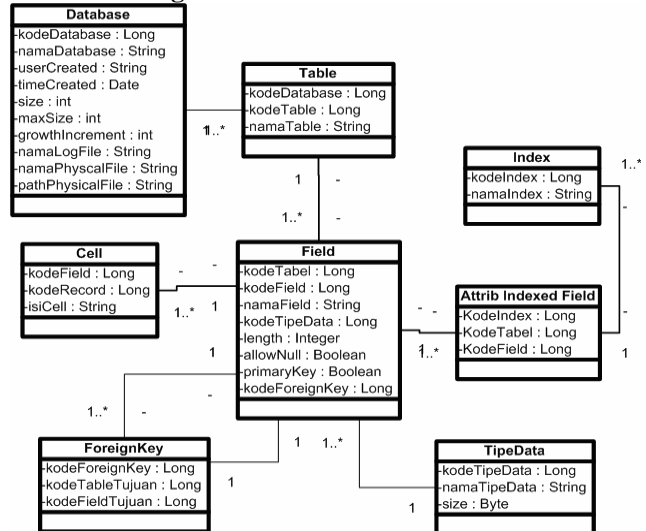 Database
-kodeDatabase : Long
-namaDatabase : String
-userCreated : String
-timeCreated : Date
-size : int
-maxSize : int
-growthIncrement : int
-namaLogFile : String
-namaPhyscalFile : String
-pathPhysicalFile : String
1..*
Table
-kodeDatabase : Long
-kodeTable : Long
-namaTable : String
1
-
1..*
-
Index
-kodeIndex : Long
-namaIndex : String
1..*
-
-
1
Cell
-kodeField : Long
-kodeRecord : Long
-isiCell : String
-
-
1..*
1
Field
-kodeTabel : Long
-kodeField : Long
-namaField : String
-kodeTipeData : Long
-length : Integer
-allowNull : Boolean
-primaryKey : Boolean
-kodeForeignKey : Long
Attrib Indexed Field
-KodeIndex : Long
-KodeTabel : Long
-KodeField : Long
-
-
1..*
1
-
1..*
-
ForeignKey
-kodeForeignKey : Long
-kodeTableTujuan : Long
-kodeFieldTujuan : Long
1
1
1..*
1
TipeData
-kodeTipeData : Long
-namaTipeData : String
-size : Byte